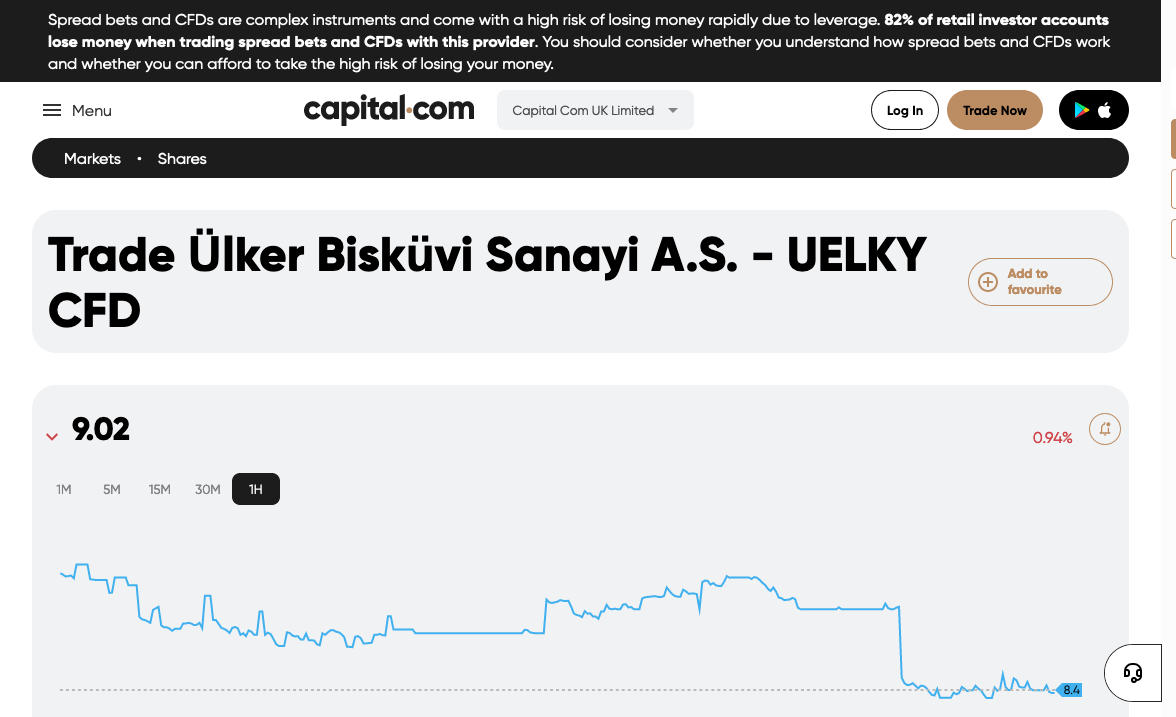 Spread bets and CFDs are complex instruments and come with a high risk of losing money rapidly due to leverage. 82% of retail investor accounts
lose money when trading spread bets and CFDs with this provider. You should consider whether you understand how spread bets and CFDs work
and whether you can afford to take the high risk of losing your money.
Menu
capital.com
Capital Com UK Limited
Log In
Trade Now
Markets • Shares
Trade Ülker Bisküvi Sanayi A.S. - UELKY
CFD
Add to
favourite
9.02
0.94%
1M 5M 15M 30M 1H
8.4